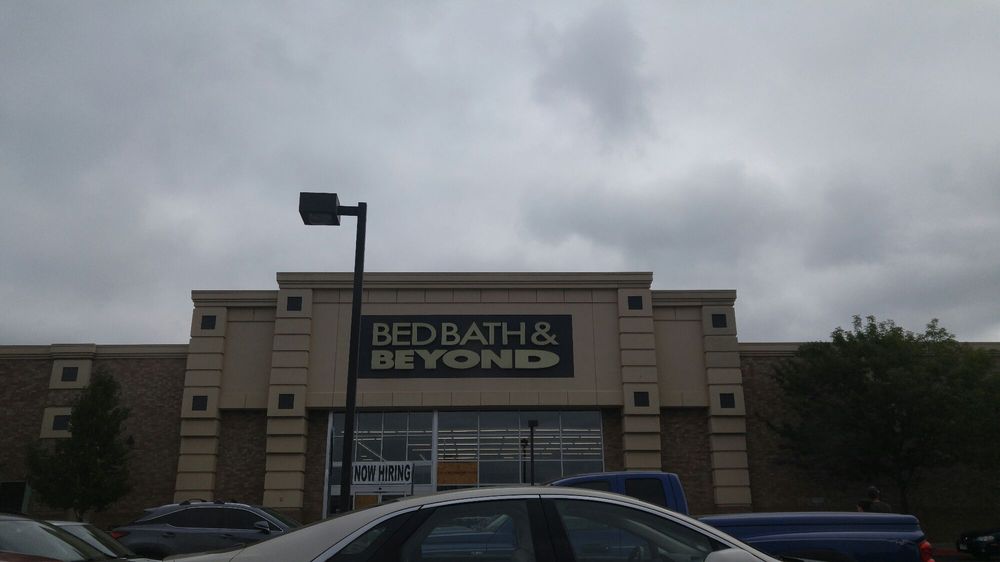 BED BATH &
BEYOND
NOW HIRING